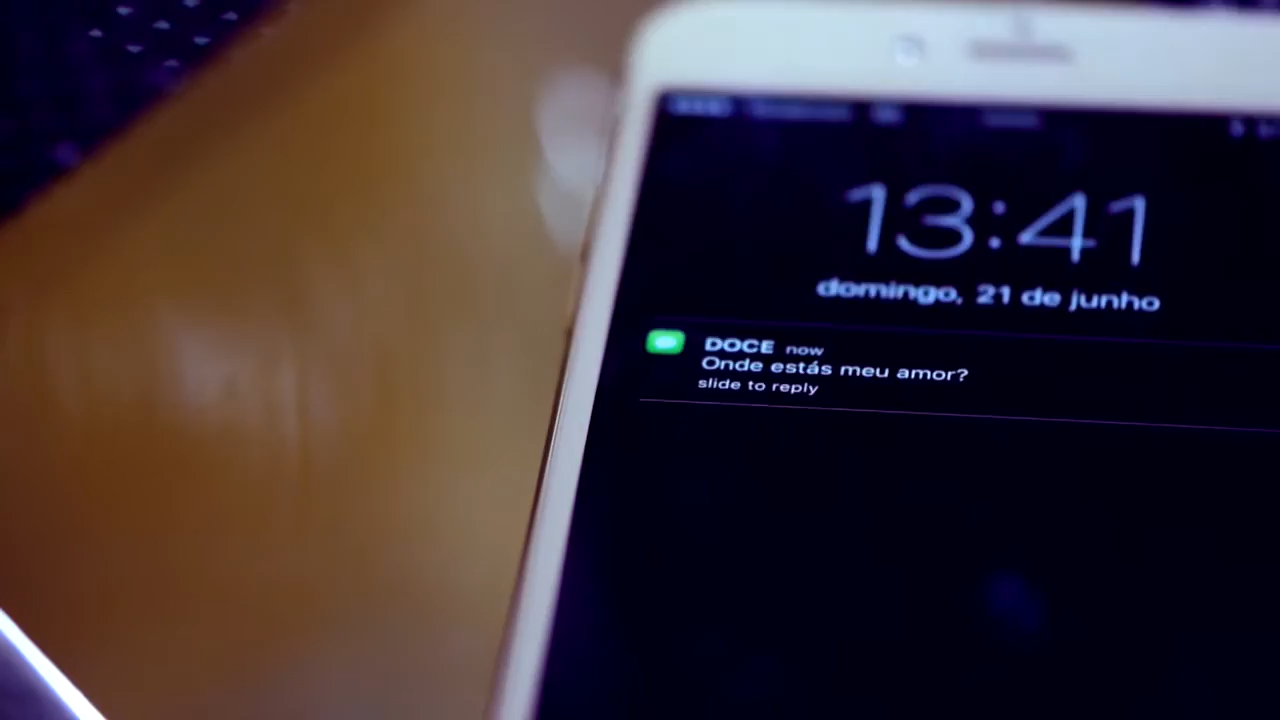 13:41
domingo, 21 de junho
DOCE now
Onde estás meu amor?
slide to reply